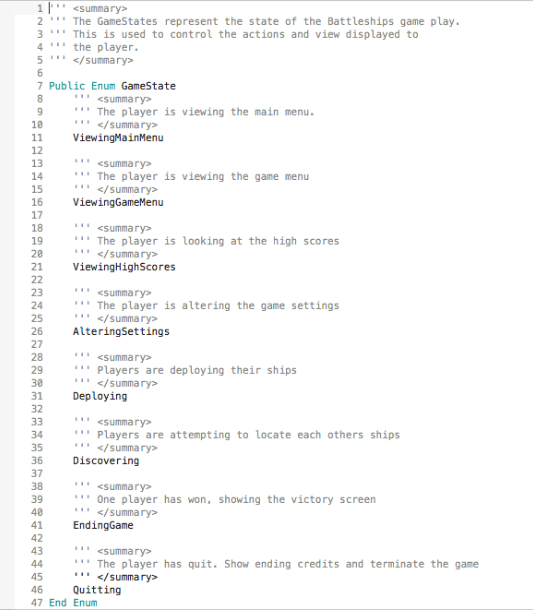 1 ''' <summary>
2 ''' The GameStates represent the state of the Battleships game play.
3 ''' This is used to control the actions and view displayed to
4 ''' the player.
5 ''' </summary>
6
7 Public Enum GameState
8     ''' <summary>
9     ''' The player is viewing the main menu.
10     ''' </summary>
11     ViewingMainMenu
12
13     ''' <summary>
14     ''' The player is viewing the game menu
15     ''' </summary>
16     ViewingGameMenu
17
18     ''' <summary>
19     ''' The player is looking at the high scores
20     ''' </summary>
21     ViewingHighScores
22
23     ''' <summary>
24     ''' The player is altering the game settings
25     ''' </summary>
26     AlteringSettings
27
28     ''' <summary>
29     ''' Players are deploying their ships
30     ''' </summary>
31     Deploying
32
33     ''' <summary>
34     ''' Players are attempting to locate each others ships
35     ''' </summary>
36     Discovering
37
38     ''' <summary>
39     ''' One player has won, showing the victory screen
40     ''' </summary>
41     EndingGame
42
43     ''' <summary>
44     ''' The player has quit. Show ending credits and terminate the game
45     ''' </summary>
46     Quitting
47 End Enum